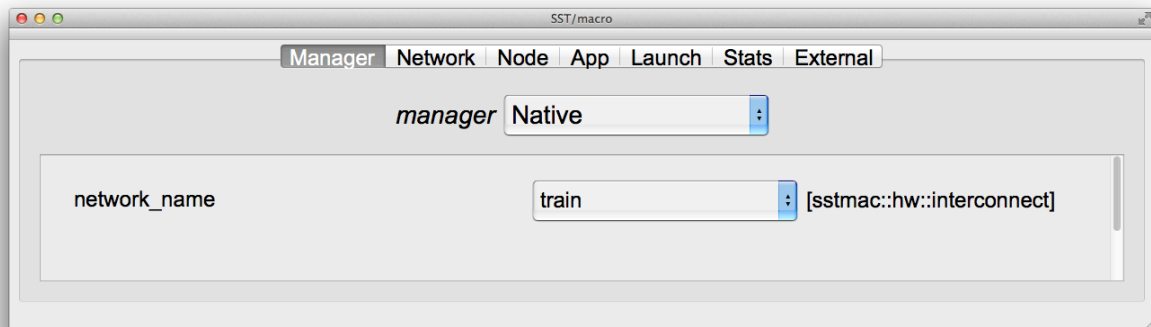 SST/macro
Manager Network Node App Launch Stats External
manager Native
network_name train [sstmac::hw::interconnect]